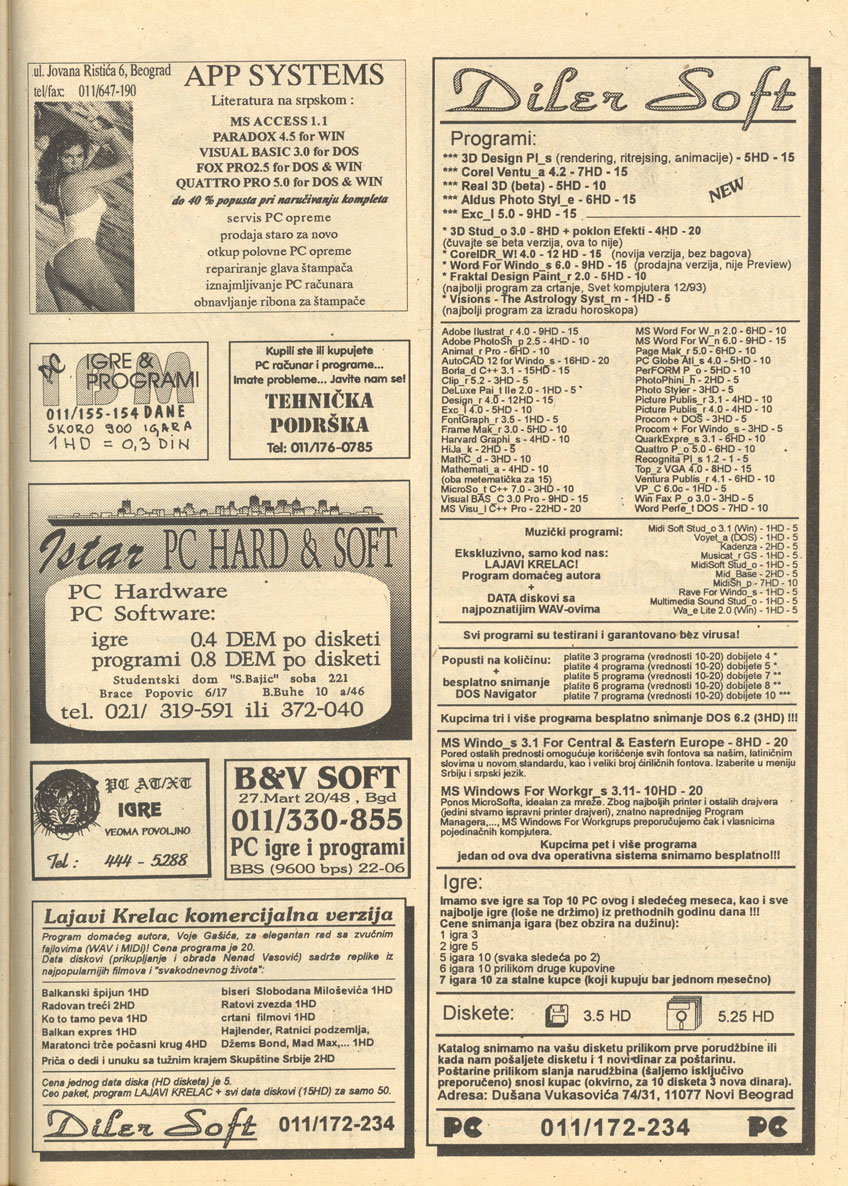 ul. Jovana Ristića 6, Beograd
tel/fax: 011/647-190
APP SYSTEMS
Literatura na srpskom :
MS ACCESS 1.1
PARADOX 4.5 for WIN
VISUAL BASIC 3.0 for DOS
FOX PRO2.5 for DOS & WIN
QUATTRO PRO 5.0 for DOS & WIN
do 40 % popusta pri naručivanju kompleta
servis PC opreme
prodaja staro za novo
otkup polovne PC opreme
repariranje glava štampača
iznajmljivanje PC računara
obnavljanje ribona za štampače
PC IGRE &
PROGRAMI
IBM
011/155-154 DANE
SKORO 900 IGARA
1HD = 0,3 DIN
Kupili ste ili kupujete
PC računar i programe...
Imate probleme... Javite nam se!
TEHNIČKA
PODRŠKA
Tel: 011/176-0785
Istar PC HARD & SOFT
PC Hardware
PC Software:
igre 0.4 DEM po disketi
programi 0.8 DEM po disketi
Studentski dom "S.Bajic" soba 221
Brace Popovic 6/17 B.Buhe 10 a/46
tel. 021/ 319-591 ili 372-040
PC AT/XT
IGRE
VEOMA POVOLJNO
Tel : 444 - 5288
B&V SOFT
27.Mart 20/48 , Bgd
011/330-855
PC igre i programi
BBS (9600 bps) 22-06
Lajavi Krelac komercijalna verzija
Program domaćeg autora, Voje Gašića, za elegantan rad sa zvučnim
fajlovima (WAV i MIDI)! Cena programa je 20.
Data diskovi (prikupljanje i obrada Nenad Vasović) sadrže replike iz
najpopularnijih filmova i "svakodnevnog života":
Balkanski špijun 1HD
Radovan treći 2HD
Ko to tamo peva 1HD
Balkan expres 1HD
Maratonci trče počasni krug 4HD
biseri Slobodana Miloševića 1HD
Ratovi zvezda 1HD
crtani filmovi 1HD
Hajlender, Ratnici podzemlja,
Džems Bond, Mad Max,... 1HD
Priča o dedi i unuku sa tužnim krajem Skupštine Srbije 2HD
Cena jednog data diska (HD disketa) je 5.
Ceo paket, program LAJAVI KRELAC + svi data diskovi (15HD) za samo 50.
Diler Soft 011/172-234
Diler Soft
Programi:
*** 3D Design Pl_s (rendering, ritrejsing, animacije) - 5HD - 15
*** Corel Ventu_a 4.2 - 7HD - 15
*** Real 3D (beta) - 5HD - 10
*** Aldus Photo Styl_e - 6HD - 15
*** Exc_l 5.0 - 9HD - 15
NEW
* 3D Stud_o 3.0 - 8HD + poklon Efekti - 4HD - 20
(čuvajte se beta verzija, ova to nije)
* CorelDR_W! 4.0 - 12 HD - 15 (novija verzija, bez bagova)
* Word For Windo_s 6.0 - 9HD - 15 (prodajna verzija, nije Preview)
* Fraktal Design Paint_r 2.0 - 5HD - 10
(najbolji program za crtanje, Svet kompjutera 12/93)
* Visions - The Astrology Syst_m - 1HD - 5
(najbolji program za izradu horoskopa)
Adobe Ilustrat_r 4.0 - 9HD - 15
Adobe PhotoSh_p 2.5 - 4HD - 10
Animat_r Pro - 6HD - 10
AutoCAD 12 for Windo_s - 16HD - 20
Borla_d C++ 3.1 - 15HD - 15
Clip_r 5.2 - 3HD - 5
DeLuxe Pai_t IIe 2.0 - 1HD - 5
Design_r 4.0 - 12HD - 15
Exc_l 4.0 - 5HD - 10
FontGraph_r 3.5 - 1HD - 5
Frame Mak_r 3.0 - 5HD - 10
Harvard Graphi_s - 4HD - 10
HiJa_k - 2HD - 5
MathC_d - 3HD - 10
Mathemati_a - 4HD - 10
(oba metematička za 15)
MicroSo_t C++ 7.0 - 3HD - 10
Visual BAS_C 3.0 Pro - 9HD - 15
MS Visu_l C++ Pro - 22HD - 20
MS Word For W_n 2.0 - 6HD - 10
MS Word For W_n 6.0 - 9HD - 15
Page Mak_r 5.0 - 6HD - 10
PC Globe Atl_s 4.0 - 5HD - 10
PerFORM P_o - 5HD - 10
PhotoPhini_h - 2HD - 5
Photo Styler - 3HD - 5
Picture Publis_r 3.1 - 4HD - 10
Picture Publis_r 4.0 - 4HD - 10
Procom + DOS - 3HD - 5
Procom + For Windo_s - 3HD - 5
QuarkExpre_s 3.1 - 6HD - 10
Quattro P_o 5.0 - 6HD - 10
Recognita Pl_s 1.2 - 1 - 5
Top_z VGA 4.0 - 8HD - 15
Ventura Publis_r 4.1 - 6HD - 10
VP_C 6.0c - 1HD - 5
Win Fax P_o 3.0 - 3HD - 5
Word Perfe_t DOS - 7HD - 10
Muzički programi:
Ekskluzivno, samo kod nas:
LAJAVI KRELAC!
Program domaćeg autora
+
DATA diskovi sa
najpoznatijim WAV-ovima
Midi Soft Stud_o 3.1 (Win) - 1HD - 5
Voyet_a (DOS) - 1HD - 5
Kadenza - 2HD - 5
Musicat_r GS - 1HD - 5
MidiSoft Stud_o - 1HD - 5
Mid_Base - 2HD - 5
MidiSh_p - 7HD - 10
Rave For Windo_s - 1HD - 5
Multimedia Sound Stud_o - 1HD - 5
Wa_e Lite 2.0 (Win) - 1HD - 5
Svi programi su testirani i garantovano bez virusa!
Popusti na količinu:
+
besplatno snimanje
DOS Navigator
platite 3 programa (vrednosti 10-20) dobijete 4 *
platite 4 programa (vrednosti 10-20) dobijete 5 *
platite 5 programa (vrednosti 10-20) dobijete 7 **
platite 6 programa (vrednosti 10-20) dobijete 8 **
platite 7 programa (vrednosti 10-20) dobijete 10 ***
Kupcima tri i više programa besplatno snimanje DOS 6.2 (3HD) !!!
MS Windo_s 3.1 For Central & Eastern Europe - 8HD - 20
Pored ostalih prednosti omogućuje korišćenje svih fontova sa našim, latiničnim
slovima u novom standardu, kao i veliki broj ćiriličnih fontova. Izaberite u meniju
Srbiju i srpski jezik.
MS Windows For Workgr_s 3.11- 10HD - 20
Ponos MicroSofta, idealan za mreže. Zbog najboljih printer i ostalih drajvera
(jedini stvarno ispravni printer drajveri), znatno naprednijeg Program
Managera,..., MS Windows For Workgrups preporučujemo čak i vlasnicima
pojedinačnih kompjutera.
Kupcima pet i više programa
jedan od ova dva operativna sistema snimamo besplatno!!!
Igre:
Imamo sve igre sa Top 10 PC ovog i sledećeg meseca, kao i sve
najbolje igre (loše ne držimo) iz prethodnih godinu dana !!!
Cene snimanja igara (bez obzira na dužinu):
1 igra 3
2 igre 5
5 igara 10 (svaka sledeća po 2)
6 igara 10 prilikom druge kupovine
7 igara 10 za stalne kupce (koji kupuju bar jednom mesečno)
Diskete: 3.5 HD 5.25 HD
Katalog snimamo na vašu disketu prilikom prve porudžbine ili
kada nam pošaljete disketu i 1 novi dinar za poštarinu.
Poštarine prilikom slanja narudžbina (šaljemo isključivo
preporučeno) snosi kupac (okvirno, za 10 disketa 3 nova dinara).
Adresa: Dušana Vukasovića 74/31, 11077 Novi Beograd
PC 011/172-234 PC